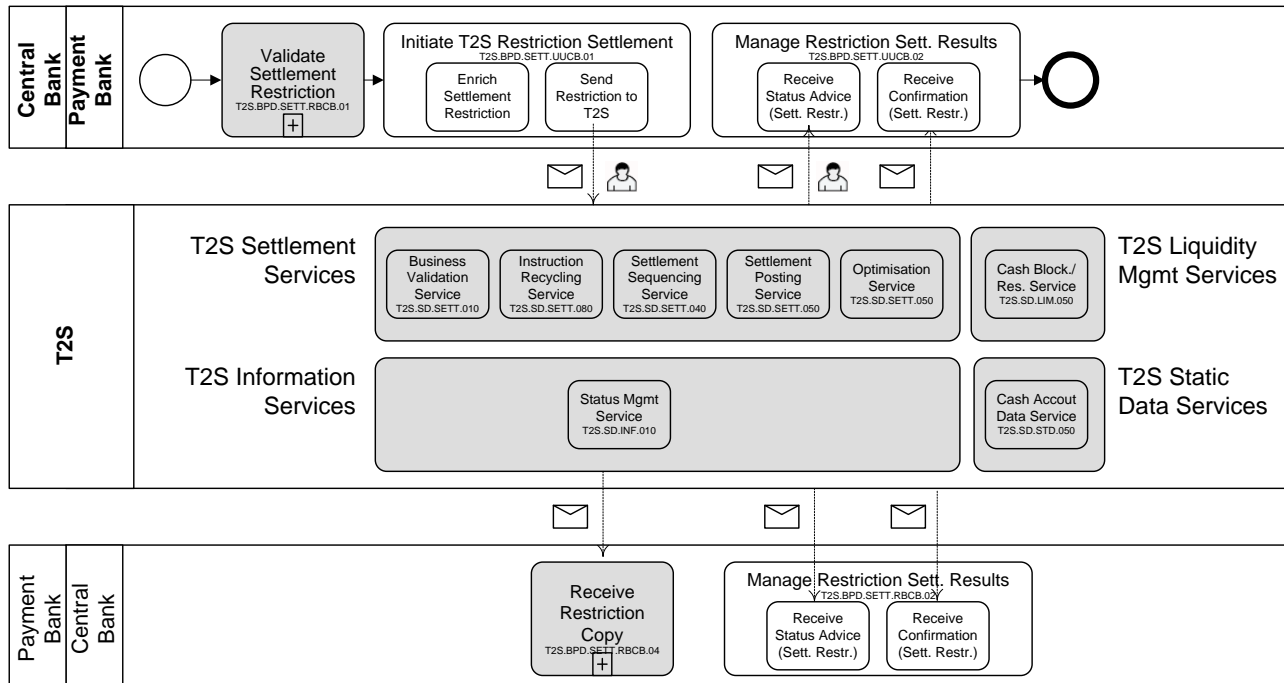 Central
Bank
Payment
Bank
Validate
Settlement
Restriction
T2S.BPD.SETT.RBCB.01
Initiate T2S Restriction Settlement
T2S.BPD.SETT.UUCB.01
Enrich
Settlement
Restriction
Send
Restriction to
T2S
Manage Restriction Sett. Results
T2S.BPD.SETT.UUCB.02
Receive
Status Advice
(Sett. Restr.)
Receive
Confirmation
(Sett. Restr.)
T2S
T2S Settlement
Services
Business
Validation
Service
T2S.SD.SETT.010
Instruction
Recycling
Service
T2S.SD.SETT.080
Settlement
Sequencing
Service
T2S.SD.SETT.040
Settlement
Posting
Service
T2S.SD.SETT.050
Optimisation
Service
T2S.SD.SETT.050
Cash Block./
Res. Service
T2S.SD.LIM.050
T2S Liquidity
Mgmt Services
T2S Information
Services
Status Mgmt
Service
T2S.SD.INF.010
Cash Accout
Data Service
T2S.SD.STD.050
T2S Static
Data Services
Payment
Bank
Central
Bank
Receive
Restriction
Copy
T2S.BPD.SETT.RBCB.04
Manage Restriction Sett. Results
T2S.BPD.SETT.RBCB.02
Receive
Status Advice
(Sett. Restr.)
Receive
Confirmation
(Sett. Restr.)